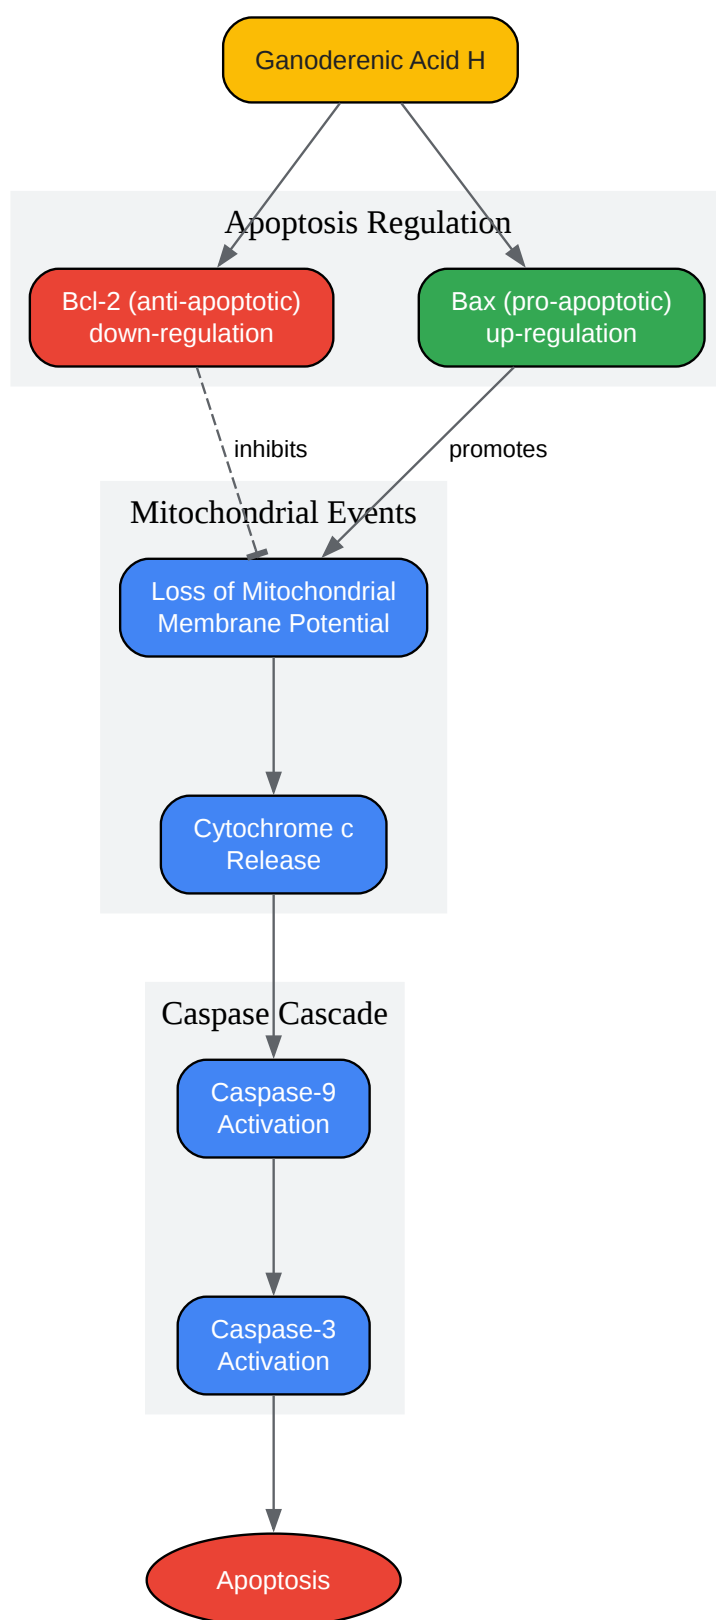 Ganoderenic Acid H
Apoptosis Regulation
Bcl-2 (anti-apoptotic)
down-regulation
Bax (pro-apoptotic)
up-regulation
inhibits
promotes
Mitochondrial Events
Loss of Mitochondrial
Membrane Potential
Cytochrome c
Release
Caspase Cascade
Caspase-9
Activation
Caspase-3
Activation
Apoptosis